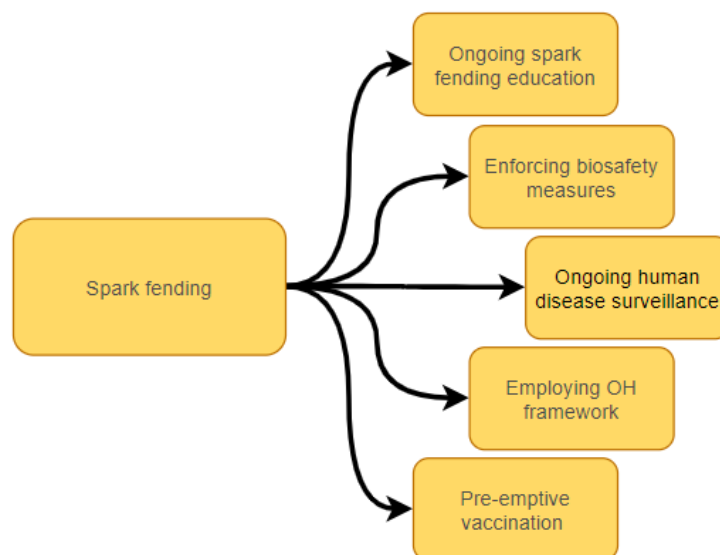 Ongoing spark
fending education
Enforcing biosafety
measures
Spark fending
Ongoing human
disease surveillance
Employing OH
framework
Pre-emptive
vaccination